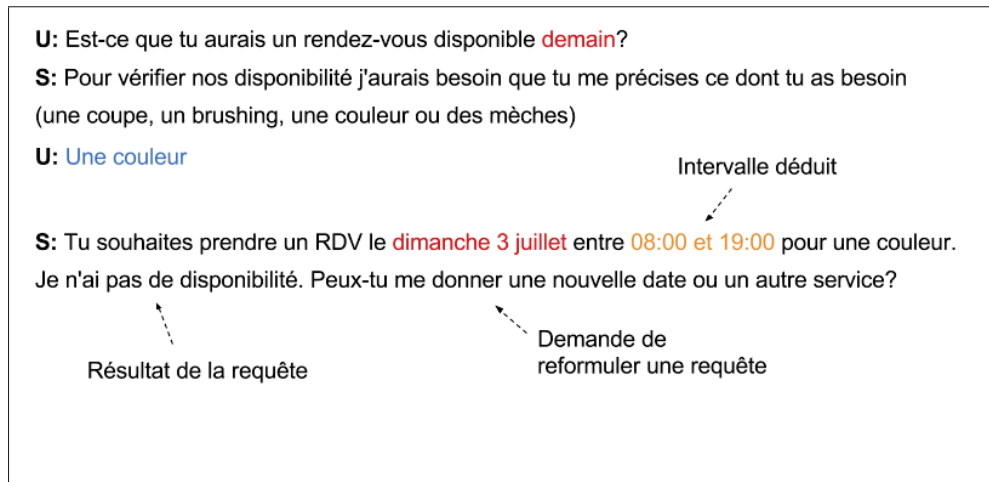 U: Est-ce que tu aurais un rendez-vous disponible demain?
S: Pour vérifier nos disponibilité j'aurais besoin que tu me précises ce dont tu as besoin
(une coupe, un brushing, une couleur ou des mèches)
U: Une couleur
Intervalle déduit
S: Tu souhaites prendre un RDV le dimanche 3 juillet entre 08:00 et 19:00 pour une couleur.
Je n'ai pas de disponibilité. Peux-tu me donner une nouvelle date ou un autre service?
Demande de
reformuler une requête
Résultat de la requête